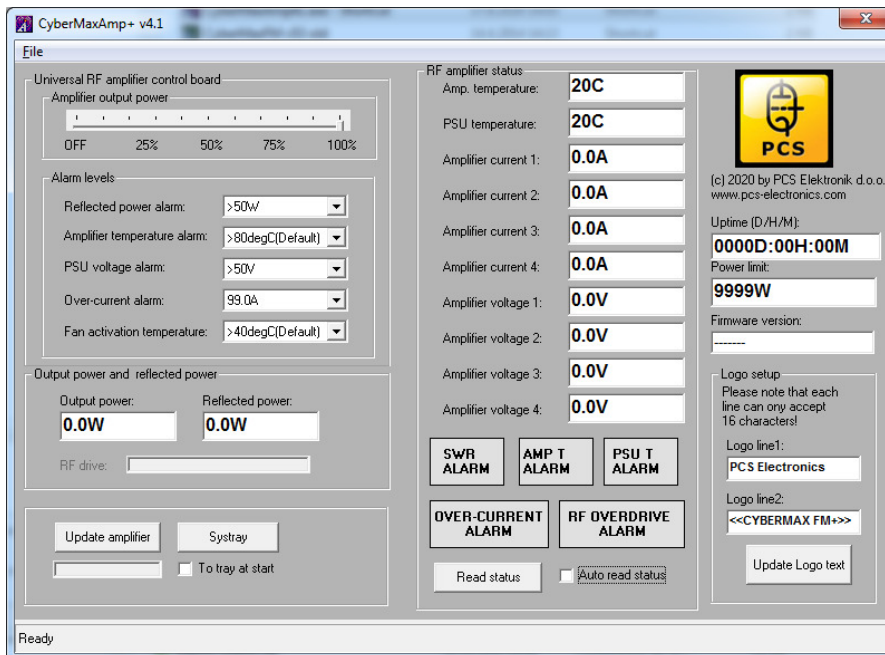 CyberMaxAmp+ v4.1
File
Universal RF amplifier control board
Amplifier output power
OFF 25% 50% 75% 100%
Alarm levels
Reflected power alarm: >50W
Amplifier temperature alarm: >80degC(Default)
PSU voltage alarm: >50V
Over-current alarm: 99.0A
Fan activation temperature: >40degC(Default)
Output power and reflected power
Output power: Reflected power:
0.0W 0.0W
RF drive:
Update amplifier Systray
To tray at start
RF amplifier status
Amp. temperature: 20C
PSU temperature: 20C
Amplifier current 1: 0.0A
Amplifier current 2: 0.0A
Amplifier current 3: 0.0A
Amplifier current 4: 0.0A
Amplifier voltage 1: 0.0V
Amplifier voltage 2: 0.0V
Amplifier voltage 3: 0.0V
Amplifier voltage 4: 0.0V
SWR ALARM
AMP T ALARM
PSU T ALARM
OVER-CURRENT ALARM
RF OVERDRIVE ALARM
Read status Auto read status
PCS
(c) 2020 by PCS Elektronik d.o.o.
www.pcs-electronics.com
Uptime (D/H/M):
0000D:00H:00M
Power limit:
9999W
Firmware version:
-------
Logo setup
Please note that each
line can ony accept
16 characters!
Logo line1:
PCS Electronics
Logo line2:
<<CYBERMAX FM+>>
Update Logo text
Ready